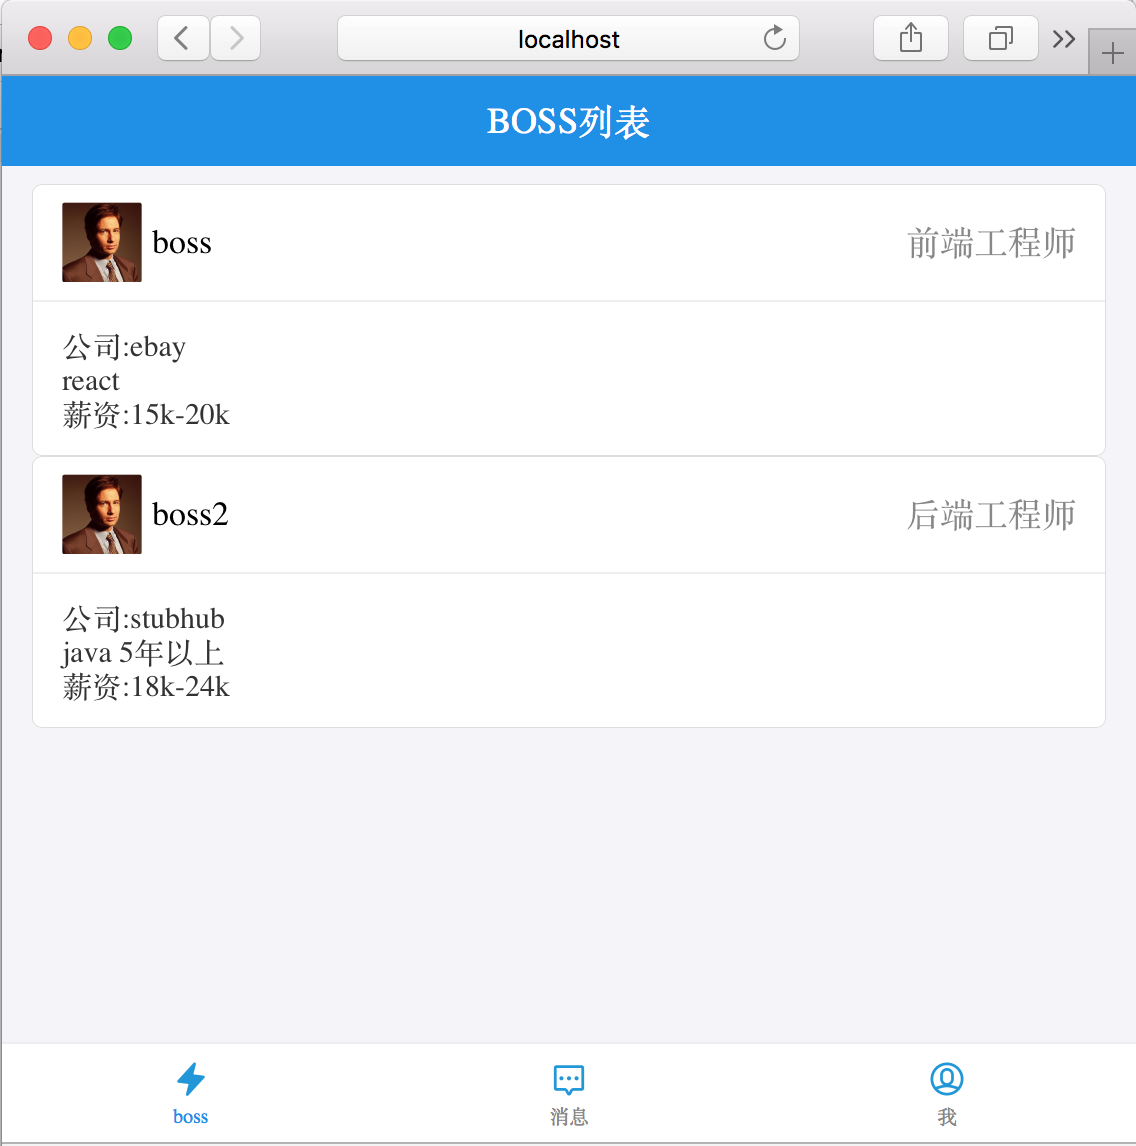 localhost
BOSS列表
boss
前端工程师
公司:ebay
react
薪资:15k-20k
boss2
后端工程师
公司:stubhub
java 5年以上
薪资:18k-24k
boss
消息
我